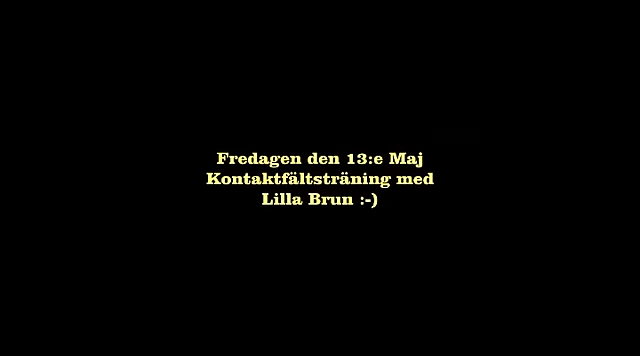 Fredagen den 13:e Maj
Kontaktfältsträning med
Lilla Brun :-)